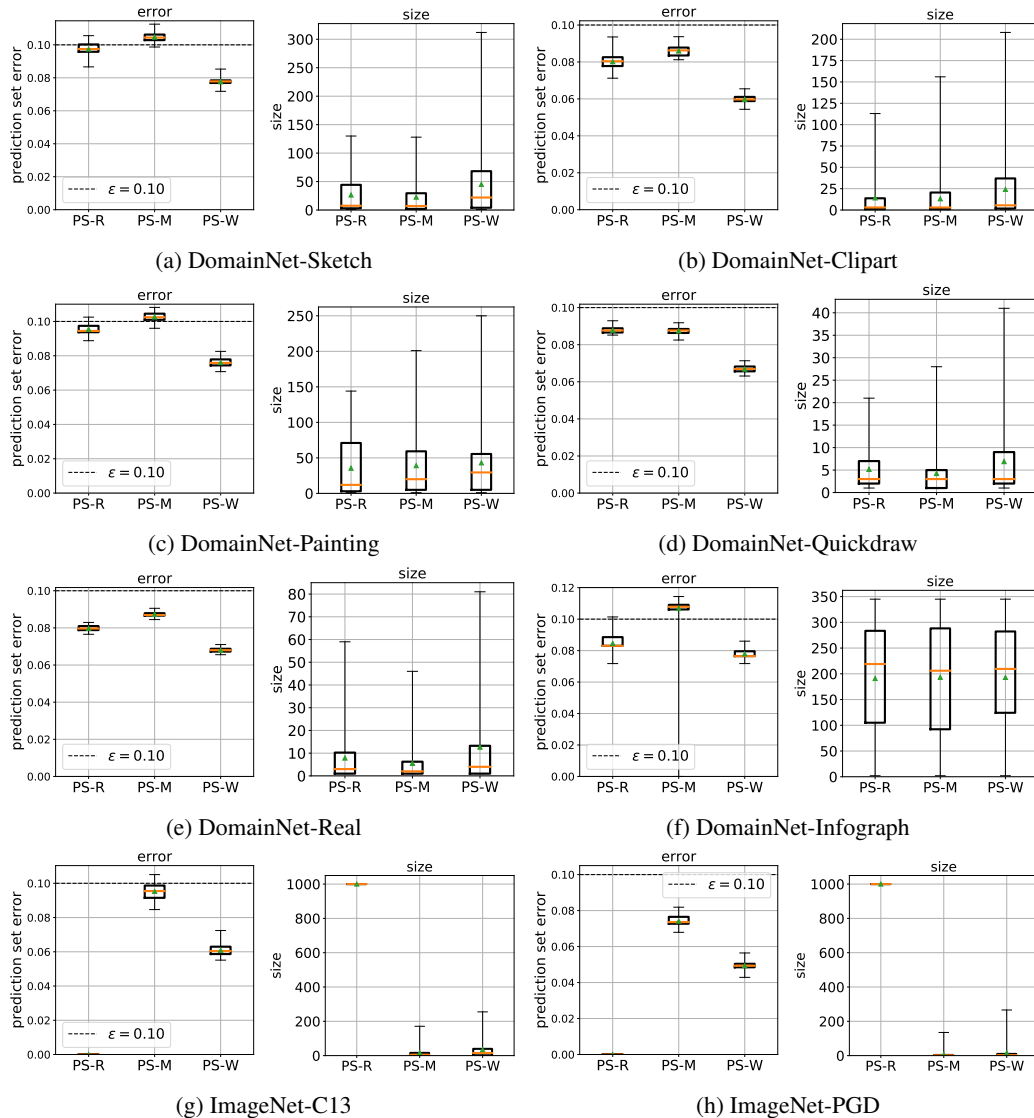 error
size
prediction set error
0.10
0.08
0.06
0.04
0.02
0.00
ε = 0.10
PS-R PS-M PS-W
size
300
250
200
150
100
50
0
PS-R PS-M PS-W
(a) DomainNet-Sketch
error
size
prediction set error
0.10
0.08
0.06
0.04
0.02
0.00
ε = 0.10
PS-R PS-M PS-W
size
200
175
150
125
100
75
50
25
0
PS-R PS-M PS-W
(b) DomainNet-Clipart
error
size
prediction set error
0.10
0.08
0.06
0.04
0.02
0.00
ε = 0.10
PS-R PS-M PS-W
size
250
200
150
100
50
0
PS-R PS-M PS-W
(c) DomainNet-Painting
error
size
prediction set error
0.10
0.08
0.06
0.04
0.02
0.00
ε = 0.10
PS-R PS-M PS-W
size
40
35
30
25
20
15
10
5
0
PS-R PS-M PS-W
(d) DomainNet-Quickdraw
error
size
prediction set error
0.10
0.08
0.06
0.04
0.02
0.00
ε = 0.10
PS-R PS-M PS-W
size
80
70
60
50
40
30
20
10
0
PS-R PS-M PS-W
(e) DomainNet-Real
error
size
prediction set error
0.12
0.10
0.08
0.06
0.04
0.02
0.00
ε = 0.10
PS-R PS-M PS-W
size
350
300
250
200
150
100
50
0
PS-R PS-M PS-W
(f) DomainNet-Infograph
error
size
prediction set error
0.10
0.08
0.06
0.04
0.02
0.00
ε = 0.10
PS-R PS-M PS-W
size
1000
800
600
400
200
0
PS-R PS-M PS-W
(g) ImageNet-C13
error
size
prediction set error
0.10
0.08
0.06
0.04
0.02
0.00
ε = 0.10
PS-R PS-M PS-W
size
1000
800
600
400
200
0
PS-R PS-M PS-W
(h) ImageNet-PGD